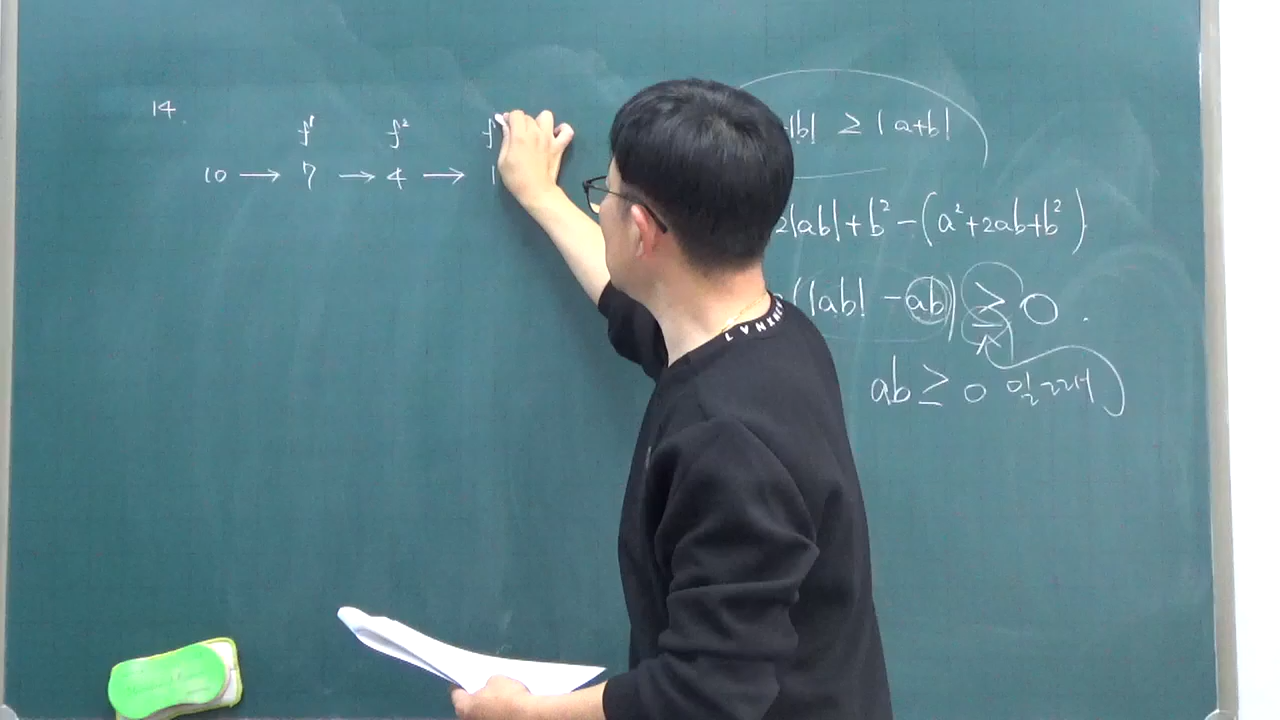 14.
f¹ f² f
10 → 7 → 4 → 1
|b| ≥ |a+b|
2|ab|+b²-(a²+2ab+b²)
(|ab| - ab) ≥ 0 .
ab ≥ 0 일 때